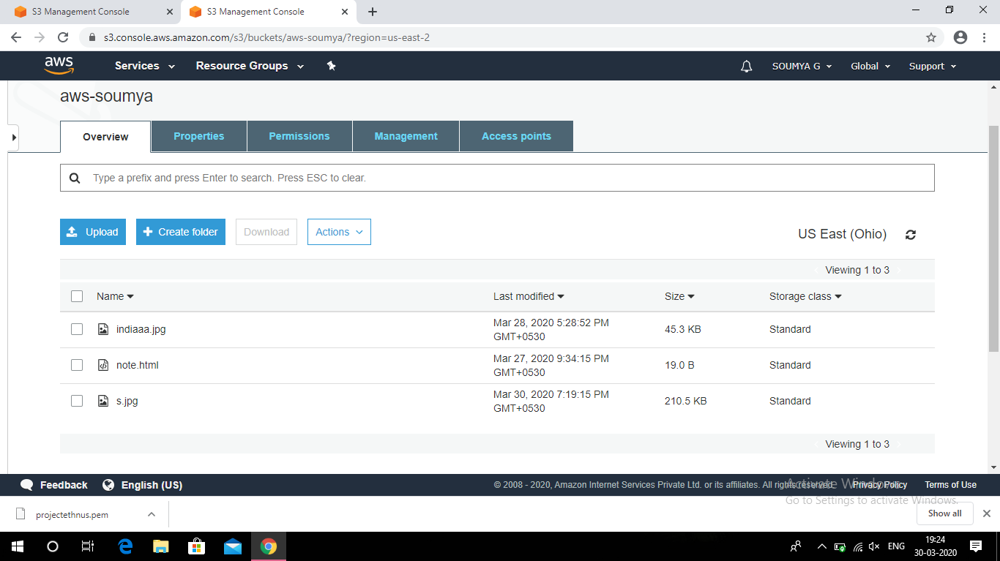 S3 Management Console
S3 Management Console
s3.console.aws.amazon.com/s3/buckets/aws-soumya/?region=us-east-2
aws Services Resource Groups SOUMYA G Global Support
aws-soumya
Overview Properties Permissions Management Access points
Type a prefix and press Enter to search. Press ESC to clear.
Upload Create folder Download Actions US East (Ohio)
Viewing 1 to 3
Name Last modified Size Storage class
indiaaa.jpg Mar 28, 2020 5:28:52 PM GMT+0530 45.3 KB Standard
note.html Mar 27, 2020 9:34:15 PM GMT+0530 19.0 B Standard
s.jpg Mar 30, 2020 7:19:15 PM GMT+0530 210.5 KB Standard
Viewing 1 to 3
Feedback English (US) © 2008 - 2020, Amazon Internet Services Private Ltd. or its affiliates. All rights reserved. Privacy Policy Terms of Use
Activate Windows
Go to Settings to activate Windows.
projectethnus.pem Show all
ENG 19:24
30-03-2020